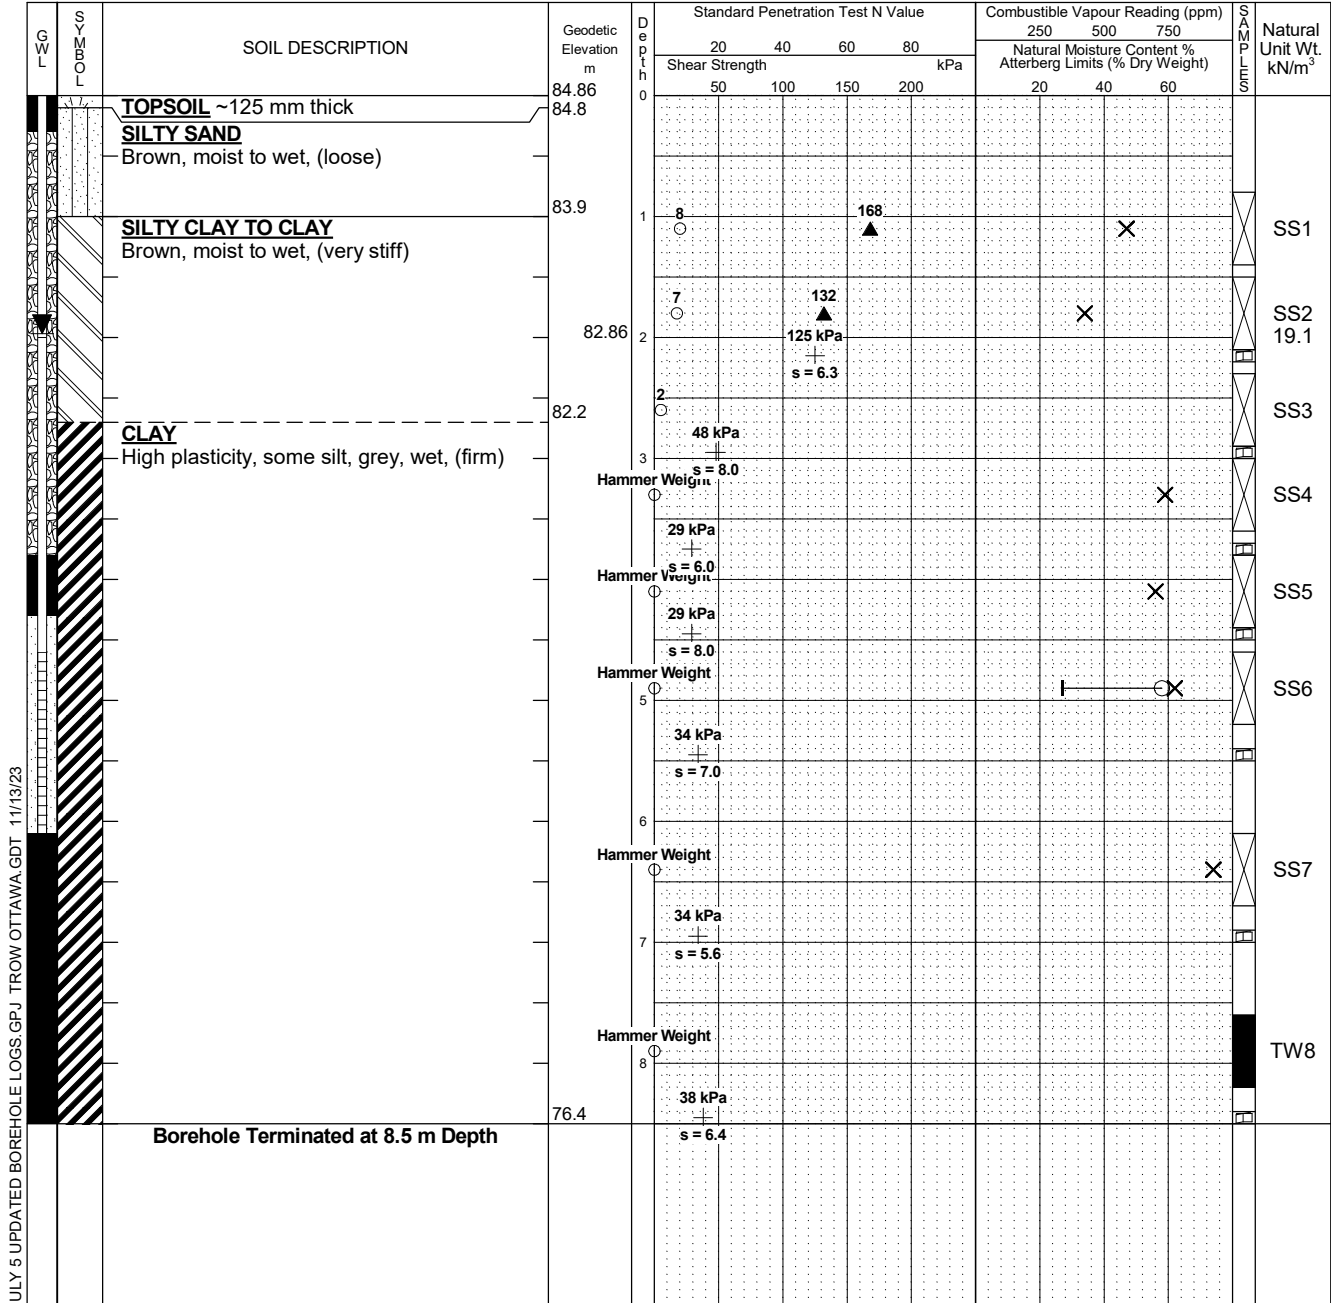 GWL
SYMBOL
SOIL DESCRIPTION
Geodetic
Elevation
m
Depth
Standard Penetration Test N Value
20 40 60 80
Shear Strength kPa
50 100 150 200
Combustible Vapour Reading (ppm)
250 500 750
Natural Moisture Content %
Atterberg Limits (% Dry Weight)
20 40 60
SAMPLES
Natural
Unit Wt.
kN/m³
84.86
0
TOPSOIL ~125 mm thick
84.8
SILTY SAND
Brown, moist to wet, (loose)
83.9
1
8
168
SS1
SILTY CLAY TO CLAY
Brown, moist to wet, (very stiff)
7
132
SS2
19.1
82.86
2
125 kPa
s = 6.3
2
SS3
82.2
CLAY
High plasticity, some silt, grey, wet, (firm)
48 kPa
3
s = 8.0
Hammer Weight
SS4
29 kPa
s = 6.0
Hammer Weight
SS5
29 kPa
s = 8.0
Hammer Weight
SS6
5
34 kPa
s = 7.0
6
Hammer Weight
SS7
34 kPa
7
s = 5.6
Hammer Weight
TW8
8
38 kPa
76.4
s = 6.4
Borehole Terminated at 8.5 m Depth
ULY 5 UPDATED BOREHOLE LOGS.GPJ TROW OTTAWA.GDT 11/13/23